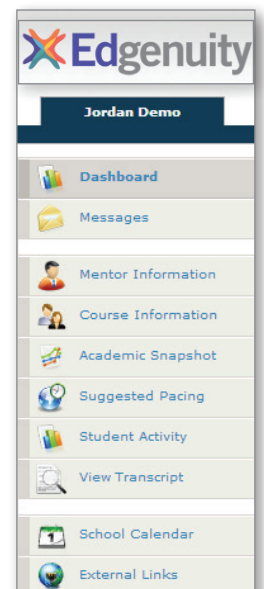 Edgenuity
Jordan Demo
Dashboard
Messages
Mentor Information
Course Information
Academic Snapshot
Suggested Pacing
Student Activity
View Transcript
1
School Calendar
External Links